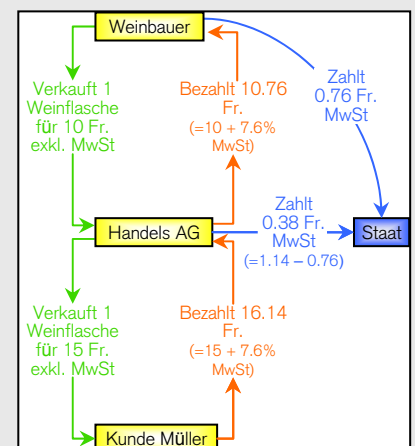 Weinbauer
Verkauft 1
Weinflasche
für 10 Fr.
exkl. MwSt
Bezahlt 10.76
Fr.
(=10 + 7.6%
MwSt)
Zahlt
0.76 Fr.
MwSt
Handels AG
Zahlt
0.38 Fr.
MwSt
(=1.14 – 0.76)
Staat
Verkauft 1
Weinflasche
für 15 Fr.
exkl. MwSt
Bezahlt 16.14
Fr.
(=15 + 7.6%
MwSt)
Kunde Müller